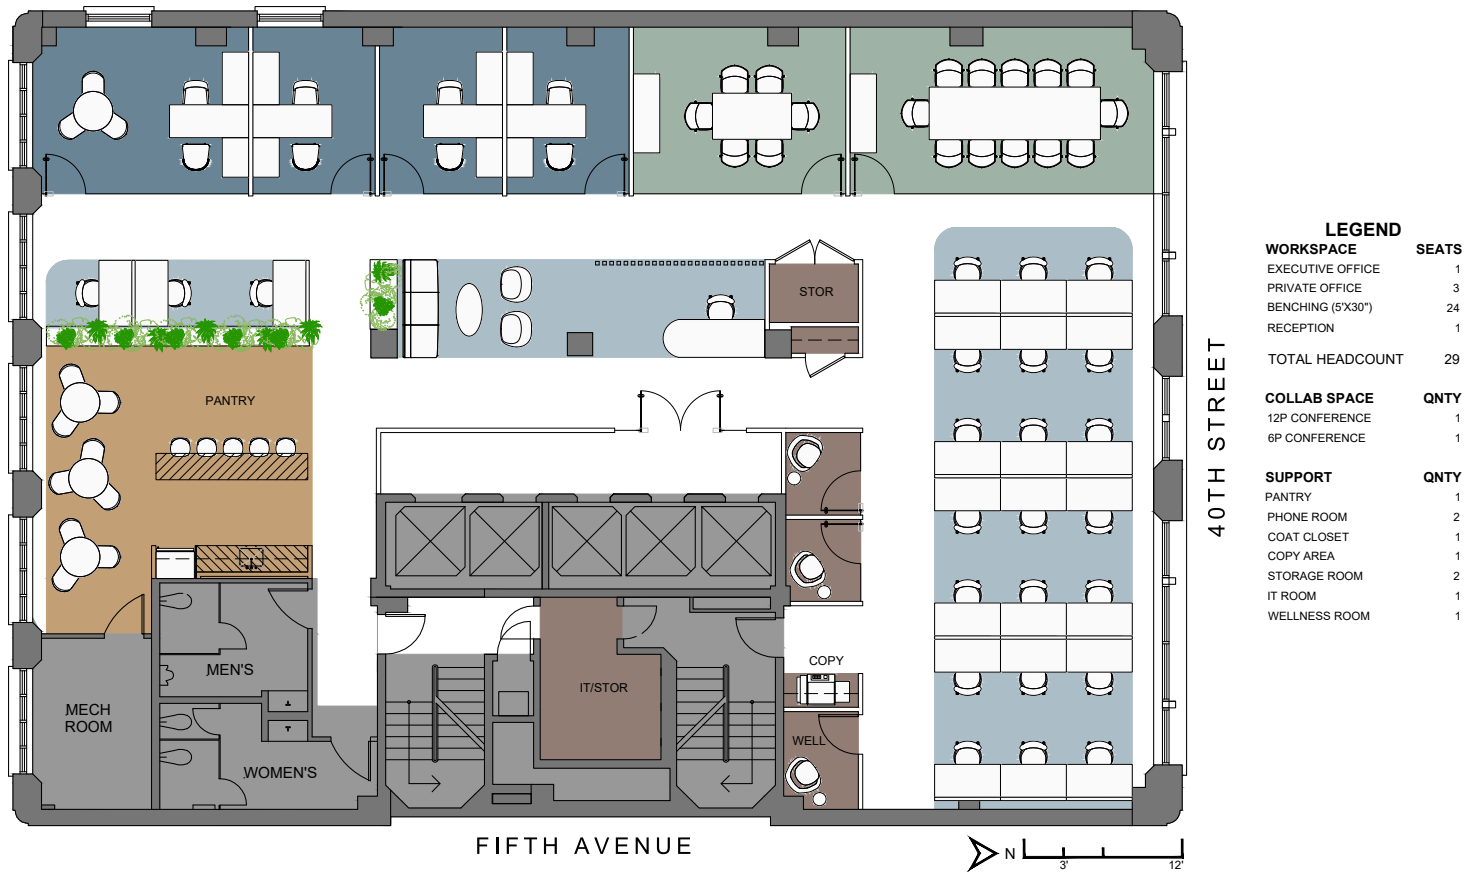 STOR
PANTRY
COPY
MEN'S
IT/STOR
MECH
ROOM
WELL
WOMEN'S
FIFTH AVENUE
N
3'
12'
40TH STREET
LEGEND
WORKSPACE SEATS
EXECUTIVE OFFICE 1
PRIVATE OFFICE 3
BENCHING (5'X30") 24
RECEPTION 1
TOTAL HEADCOUNT 29
COLLAB SPACE QNTY
12P CONFERENCE 1
6P CONFERENCE 1
SUPPORT QNTY
PANTRY 1
PHONE ROOM 2
COAT CLOSET 1
COPY AREA 1
STORAGE ROOM 2
IT ROOM 1
WELLNESS ROOM 1